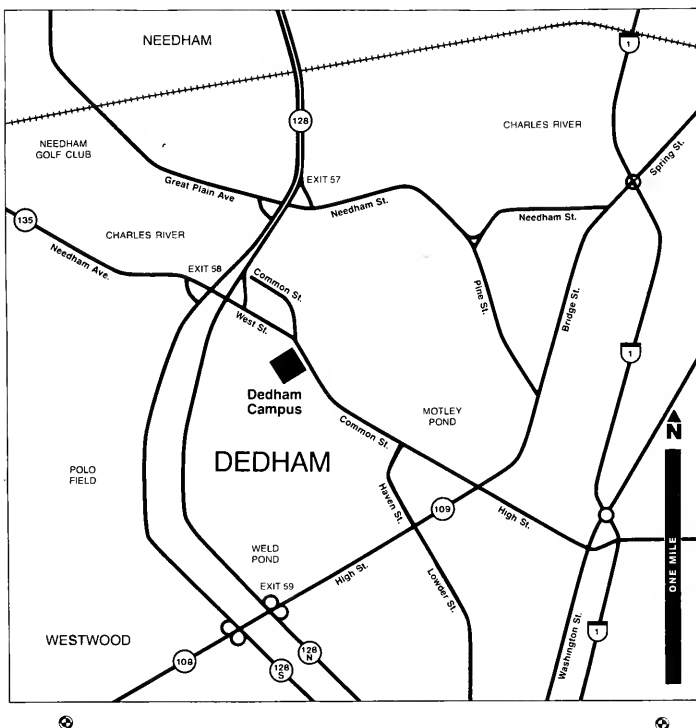 NEEDHAM
1
128
CHARLES RIVER
NEEDHAM
GOLF CLUB
Spring St.
Great Plain Ave
EXIT 57
Needham St.
Needham St.
135
CHARLES RIVER
Needham Ave.
EXIT 58
Common St.
West St.
Pine St.
Bridge St.
1
Dedham
Campus
MOTLEY
POND
Common St.
N
DEDHAM
POLO
FIELD
Haven St.
109
High St.
ONE MILE
WELD
POND
EXIT 59
High St.
Lowder St.
WESTWOOD
108
128
S
128
N
Washington St.
1